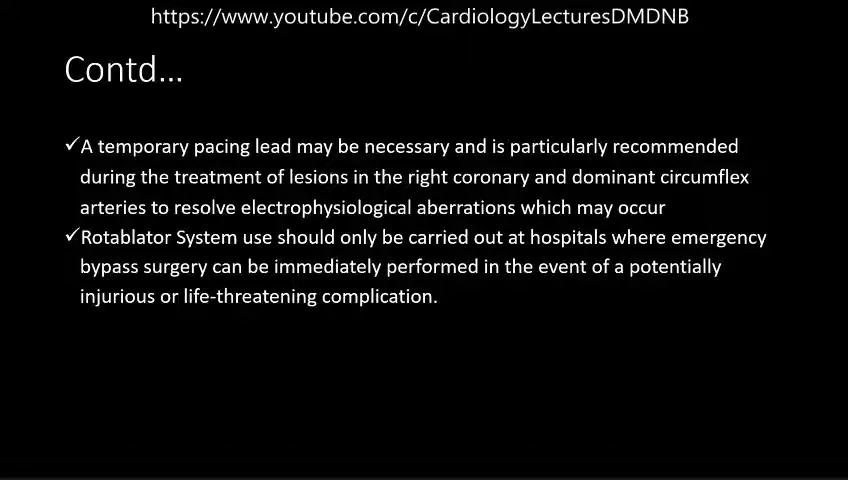 https://www.youtube.com/c/CardiologyLecturesDMDNB
Contd...
✓A temporary pacing lead may be necessary and is particularly recommended
during the treatment of lesions in the right coronary and dominant circumflex
arteries to resolve electrophysiological aberrations which may occur
✓Rotablator System use should only be carried out at hospitals where emergency
bypass surgery can be immediately performed in the event of a potentially
injurious or life-threatening complication.